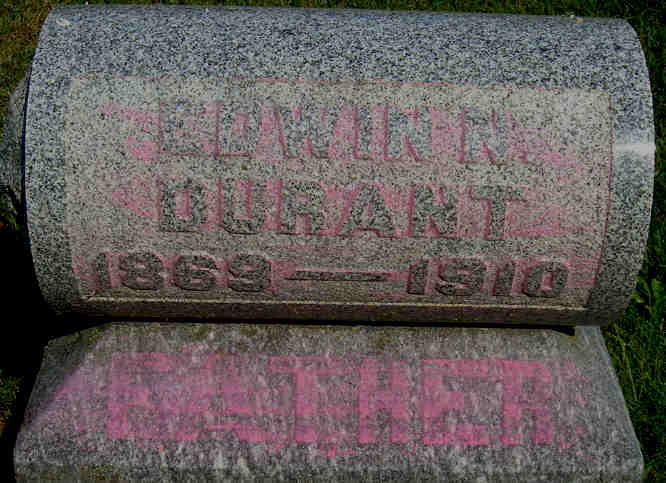 EDWIN N.
DURANT
1869 — 1910
FATHER